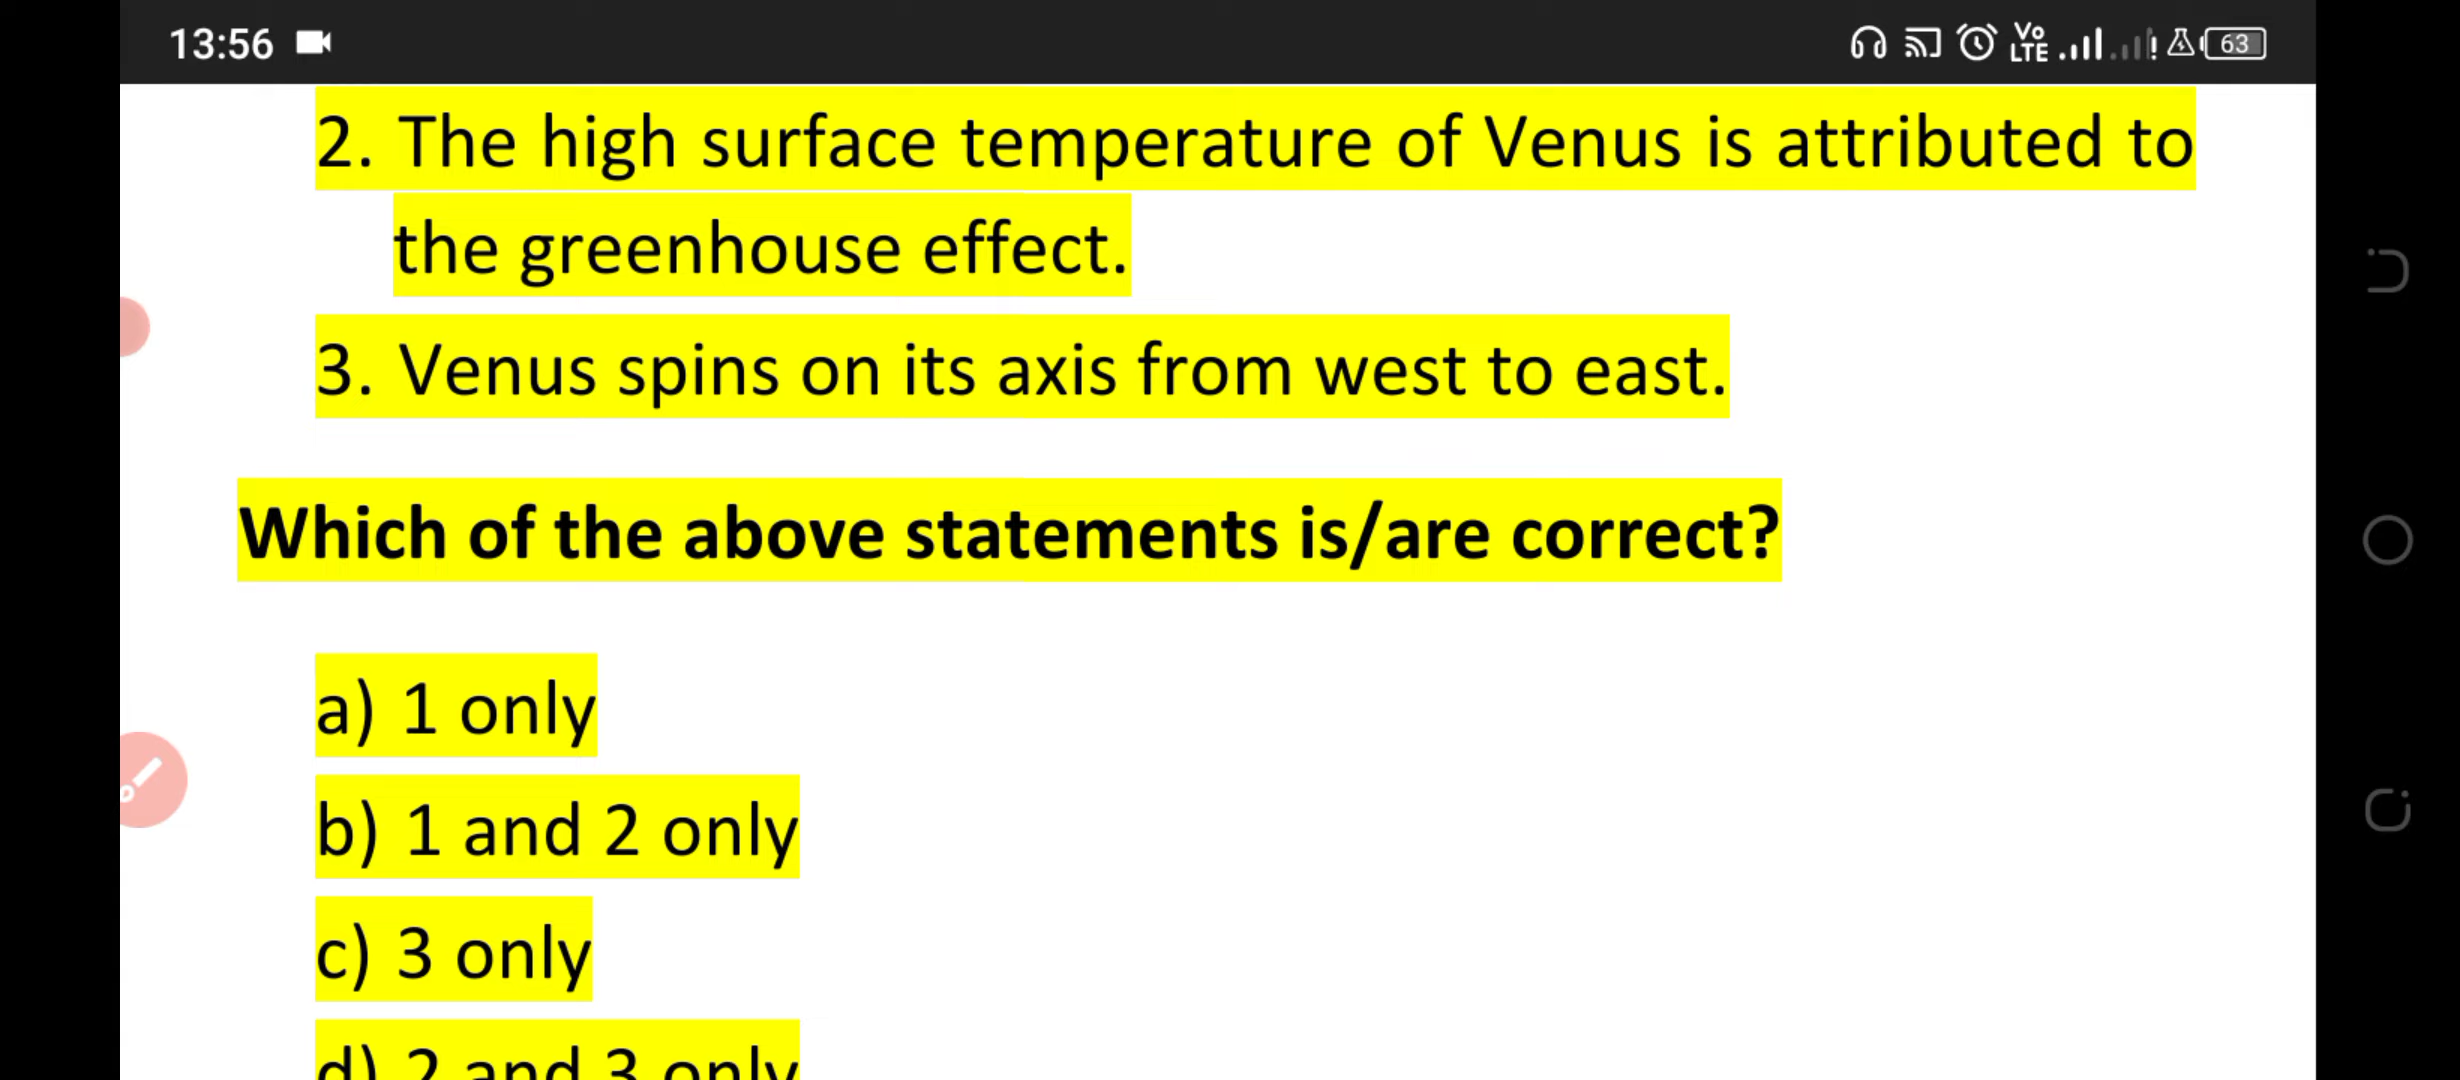 13:56
Vo
LTE
63
2. The high surface temperature of Venus is attributed to
the greenhouse effect.
3. Venus spins on its axis from west to east.
Which of the above statements is/are correct?
a) 1 only
b) 1 and 2 only
c) 3 only
d) 2 and 3 only